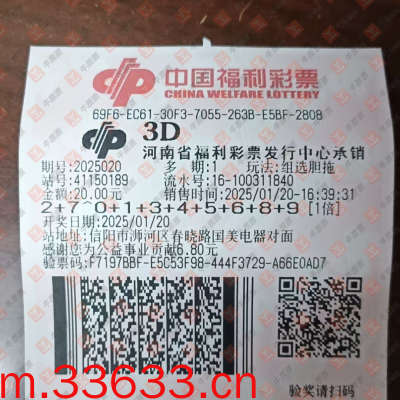 中国福利彩票
CHINA WELFARE LOTTERY
69F6-EC61-30F3-7055-263B-E5BF-2808
3D
河南省福利彩票发行中心承销
期号:2025020 多期:1 玩法:组选胆拖
站号:41150189 流水号:16-100311840
金额:20.00元 销售时间:2025/01/20-16:39:31
2+7 0+1+3+4+5+6+8+9 [1倍]
开奖日期:2025/01/20
站地址:信阳市浉河区春晓路国美电器对面
感谢您为公益事业贡献6.80元
验票码:F7197BBF-E5C53F98-444F3729-A66E0AD7
m.33633.cn
验奖请扫码